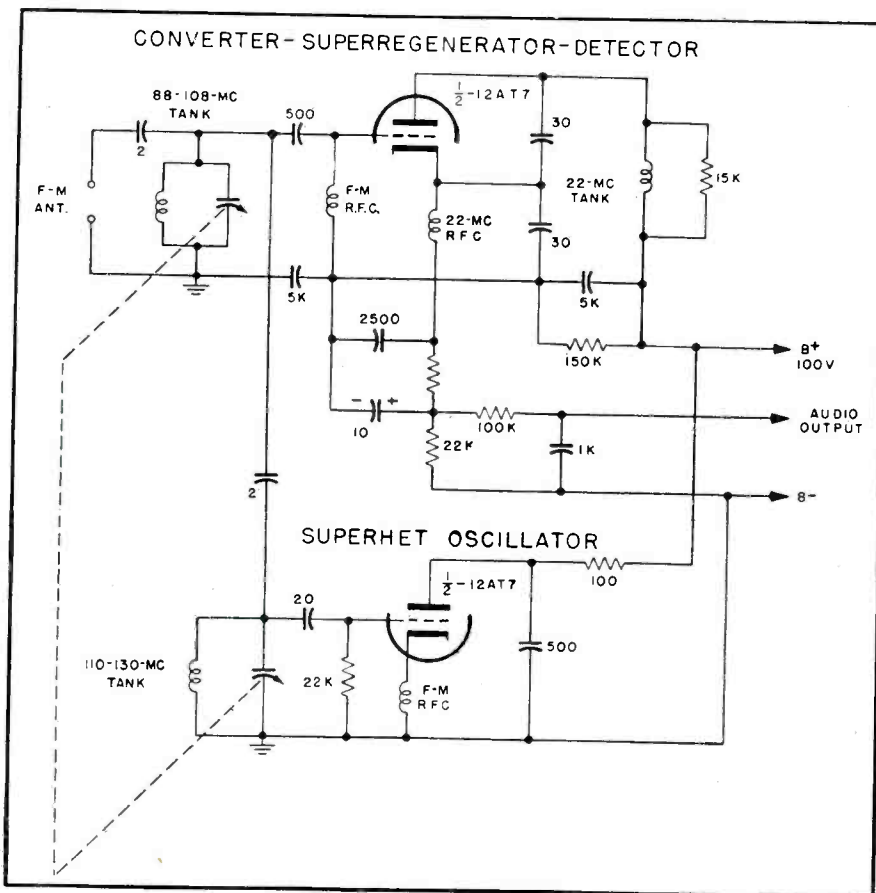 CONVERTER-SUPERREGENERATOR-DETECTOR
88-108-MC
TANK
500
1/2-12AT7
2
30
F-M
ANT.
F-M
R.F.C.
22-MC
R.F.C
22-MC
TANK
15K
30
5K
5K
2500
150K
B+
100V
- +
10
100K
AUDIO
OUTPUT
22K
1K
2
B-
SUPERHET OSCILLATOR
1/2-12AT7
100
20
500
110-130-MC
TANK
22K
F-M
RFC